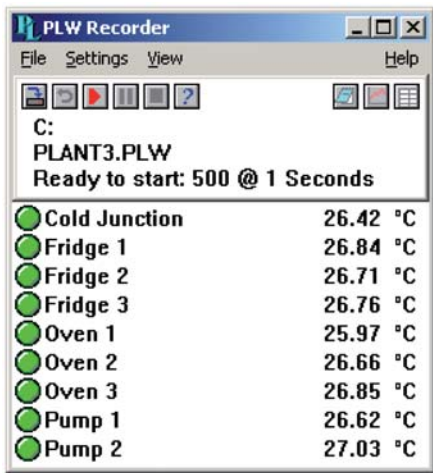 PLW Recorder
File Settings View Help
C:
PLANT3.PLW
Ready to start: 500 @ 1 Seconds
Cold Junction 26.42 °C
Fridge 1 26.84 °C
Fridge 2 26.71 °C
Fridge 3 26.76 °C
Oven 1 25.97 °C
Oven 2 26.66 °C
Oven 3 26.85 °C
Pump 1 26.62 °C
Pump 2 27.03 °C